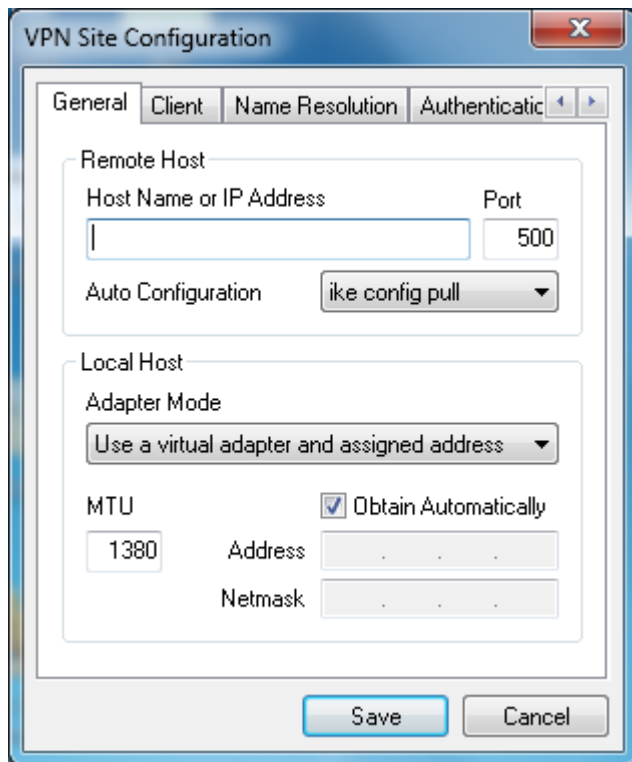 VPN Site Configuration
General Client Name Resolution Authenticatic
Remote Host
Host Name or IP Address Port
500
Auto Configuration ike config pull
Local Host
Adapter Mode
Use a virtual adapter and assigned address
MTU Obtain Automatically
1380 Address . . .
Netmask . . .
Save Cancel